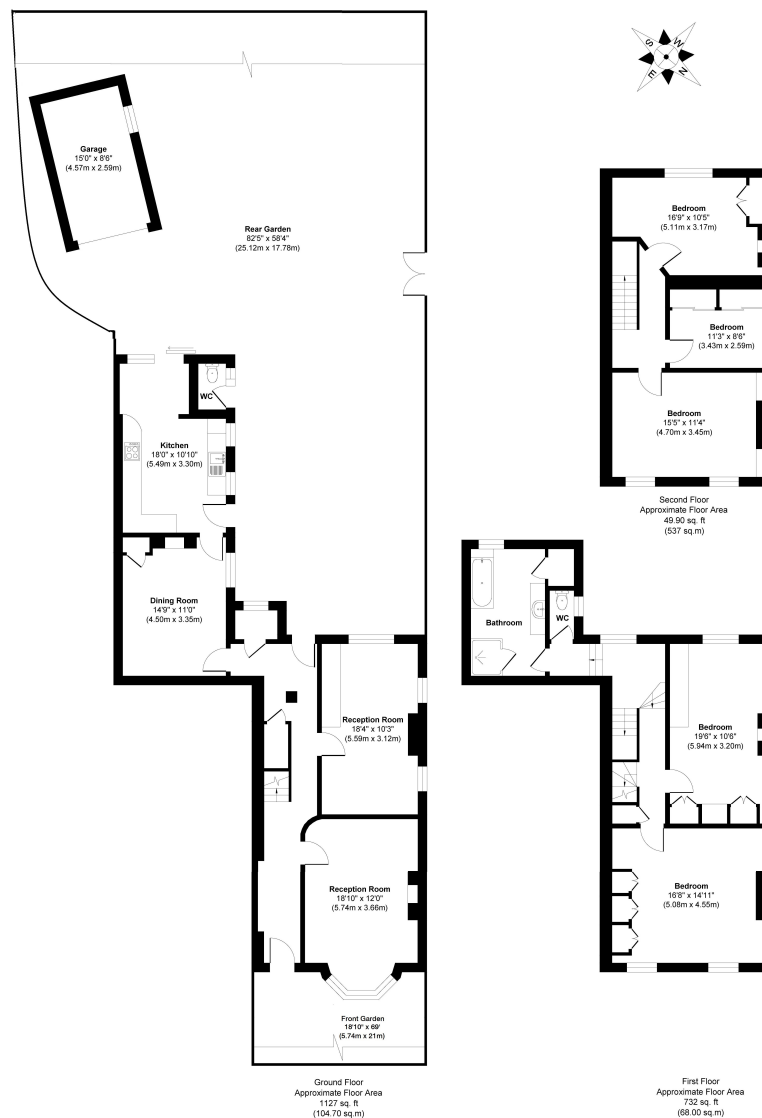 S
W
E
N
Garage
15'0" x 8'6"
(4.57m x 2.59m)
Rear Garden
82'5" x 58'4"
(25.12m x 17.78m)
WC
Kitchen
18'0" x 10'10"
(5.49m x 3.30m)
Dining Room
14'9" x 11'0"
(4.50m x 3.35m)
Reception Room
18'4" x 10'3"
(5.59m x 3.12m)
Reception Room
18'10" x 12'0"
(5.74m x 3.66m)
Front Garden
18'10" x 69'
(5.74m x 21m)
Ground Floor
Approximate Floor Area
1127 sq. ft
(104.70 sq.m)
Bedroom
16'9" x 10'5"
(5.11m x 3.17m)
Bedroom
11'3" x 8'6"
(3.43m x 2.59m)
Bedroom
15'5" x 11'4"
(4.70m x 3.45m)
Second Floor
Approximate Floor Area
49.90 sq. ft
(537 sq.m)
Bathroom
WC
Bedroom
19'6" x 10'6"
(5.94m x 3.20m)
Bedroom
16'8" x 14'11"
(5.08m x 4.55m)
First Floor
Approximate Floor Area
732 sq. ft
(68.00 sq.m)